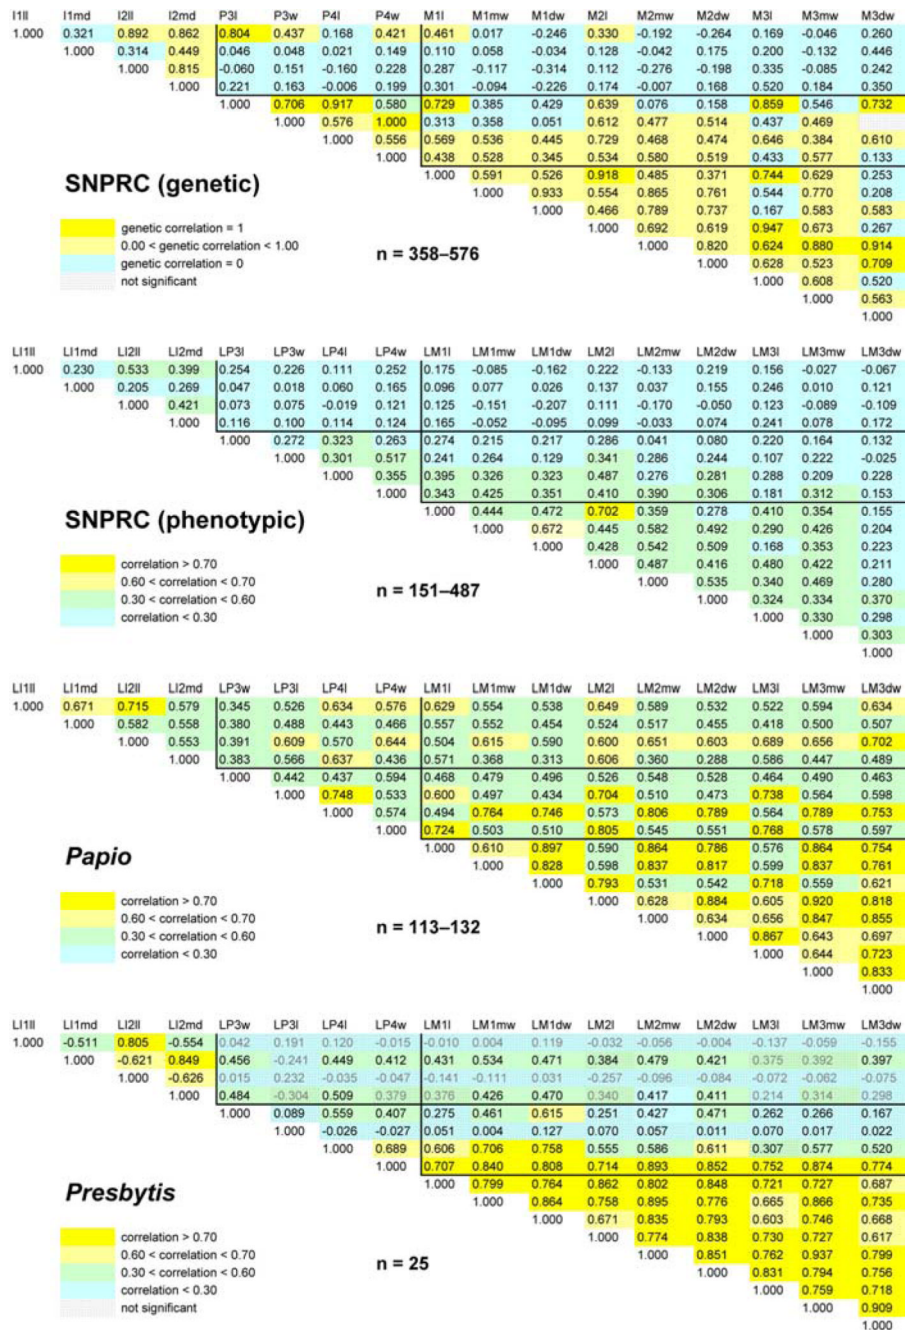 I1ll I1md I2ll I2md P3l P3w P4l P4w M1l M1mw M1dw M2l M2mw M2dw M3l M3mw M3dw
1.000 0.321 0.892 0.862 0.804 0.437 0.168 0.421 0.461 0.017 -0.246 0.330 -0.192 -0.264 0.169 -0.046 0.260
1.000 0.314 0.449 0.046 0.048 0.021 0.149 0.110 0.058 -0.034 0.128 -0.042 0.175 0.200 -0.132 0.446
1.000 0.815 -0.060 0.151 -0.160 0.228 0.287 -0.117 -0.314 0.112 -0.276 -0.198 0.335 -0.085 0.242
1.000 0.221 0.153 -0.006 0.199 0.301 -0.094 -0.226 0.174 -0.007 0.168 0.520 0.184 0.350
1.000 0.706 0.917 0.580 0.729 0.385 0.429 0.639 0.076 0.158 0.859 0.546 0.732
1.000 0.576 1.000 0.313 0.358 0.051 0.612 0.477 0.514 0.437 0.469
1.000 0.556 0.569 0.536 0.445 0.729 0.468 0.474 0.646 0.384 0.610
1.000 0.438 0.528 0.345 0.534 0.580 0.519 0.433 0.577 0.133
1.000 0.591 0.526 0.918 0.485 0.371 0.744 0.629 0.253
SNPRC (genetic)
1.000 0.933 0.554 0.865 0.761 0.544 0.770 0.208
1.000 0.466 0.789 0.737 0.167 0.583 0.583
genetic correlation = 1
1.000 0.692 0.619 0.947 0.673 0.267
0.00 < genetic correlation < 1.00
n = 358–576
1.000 0.820 0.624 0.880 0.914
genetic correlation = 0
1.000 0.628 0.523 0.709
not significant
1.000 0.608 0.520
1.000 0.563
1.000
LI1ll LI1md LI2ll LI2md LP3l LP3w LP4l LP4w LM1l LM1mw LM1dw LM2l LM2mw LM2dw LM3l LM3mw LM3dw
1.000 0.230 0.533 0.399 0.254 0.226 0.111 0.252 0.175 -0.085 -0.162 0.222 -0.133 0.219 0.156 -0.027 -0.067
1.000 0.205 0.269 0.047 0.018 0.060 0.165 0.096 0.077 0.026 0.137 0.037 0.155 0.246 0.010 0.121
1.000 0.421 0.073 0.075 -0.019 0.121 0.125 -0.151 -0.207 0.111 -0.170 -0.050 0.123 -0.089 -0.109
1.000 0.116 0.100 0.114 0.124 0.165 -0.052 -0.095 0.099 -0.033 0.074 0.241 0.078 0.172
1.000 0.272 0.323 0.263 0.274 0.215 0.217 0.286 0.041 0.080 0.220 0.164 0.132
1.000 0.301 0.517 0.241 0.264 0.129 0.341 0.286 0.244 0.107 0.222 -0.025
1.000 0.355 0.395 0.326 0.323 0.487 0.276 0.281 0.288 0.209 0.228
1.000 0.343 0.425 0.351 0.410 0.390 0.306 0.181 0.312 0.153
SNPRC (phenotypic)
1.000 0.444 0.472 0.702 0.359 0.278 0.410 0.354 0.155
1.000 0.672 0.445 0.582 0.492 0.290 0.426 0.204
1.000 0.428 0.542 0.509 0.168 0.353 0.223
correlation > 0.70
1.000 0.487 0.416 0.480 0.422 0.211
0.60 < correlation < 0.70
n = 151–487
1.000 0.535 0.340 0.469 0.280
0.30 < correlation < 0.60
1.000 0.324 0.334 0.370
correlation < 0.30
1.000 0.330 0.298
1.000 0.303
1.000
LI1ll LI1md LI2ll LI2md LP3w LP3l LP4l LP4w LM1l LM1mw LM1dw LM2l LM2mw LM2dw LM3l LM3mw LM3dw
1.000 0.671 0.715 0.579 0.345 0.526 0.634 0.576 0.629 0.554 0.538 0.649 0.589 0.532 0.522 0.594 0.634
1.000 0.582 0.558 0.380 0.488 0.443 0.466 0.557 0.552 0.454 0.524 0.517 0.455 0.418 0.500 0.507
1.000 0.553 0.391 0.609 0.570 0.644 0.504 0.615 0.590 0.600 0.651 0.603 0.689 0.656 0.702
1.000 0.383 0.566 0.637 0.436 0.571 0.368 0.313 0.606 0.360 0.288 0.586 0.447 0.489
1.000 0.442 0.437 0.594 0.468 0.479 0.496 0.526 0.548 0.528 0.464 0.490 0.463
1.000 0.748 0.533 0.600 0.497 0.434 0.704 0.510 0.473 0.738 0.564 0.598
1.000 0.574 0.494 0.764 0.746 0.573 0.806 0.789 0.564 0.789 0.753
1.000 0.724 0.503 0.510 0.805 0.545 0.551 0.768 0.578 0.597
Papio
1.000 0.610 0.897 0.590 0.864 0.786 0.576 0.864 0.754
1.000 0.828 0.598 0.837 0.817 0.599 0.837 0.761
1.000 0.793 0.531 0.542 0.718 0.559 0.621
correlation > 0.70
1.000 0.628 0.884 0.605 0.920 0.818
0.60 < correlation < 0.70
n = 113–132
1.000 0.634 0.656 0.847 0.855
0.30 < correlation < 0.60
1.000 0.867 0.643 0.697
correlation < 0.30
1.000 0.644 0.723
1.000 0.833
1.000
LI1ll LI1md LI2ll LI2md LP3w LP3l LP4l LP4w LM1l LM1mw LM1dw LM2l LM2mw LM2dw LM3l LM3mw LM3dw
1.000 -0.511 0.805 -0.554 0.042 0.191 0.120 -0.015 -0.010 0.004 0.119 -0.032 -0.056 -0.004 -0.137 -0.059 -0.155
1.000 -0.621 0.849 0.456 -0.241 0.449 0.412 0.431 0.534 0.471 0.384 0.479 0.421 0.375 0.392 0.397
1.000 -0.626 0.015 0.232 -0.035 -0.047 -0.141 -0.111 0.031 -0.257 -0.096 -0.084 -0.072 -0.062 -0.075
1.000 0.484 -0.304 0.509 0.379 0.376 0.426 0.470 0.340 0.417 0.411 0.214 0.314 0.298
1.000 0.089 0.559 0.407 0.275 0.461 0.615 0.251 0.427 0.471 0.262 0.266 0.167
1.000 -0.026 -0.027 0.051 0.004 0.127 0.070 0.057 0.011 0.070 0.017 0.022
1.000 0.689 0.606 0.706 0.758 0.555 0.586 0.611 0.307 0.577 0.520
1.000 0.707 0.840 0.808 0.714 0.893 0.852 0.752 0.874 0.774
Presbytis
1.000 0.799 0.764 0.862 0.802 0.848 0.721 0.727 0.687
1.000 0.864 0.758 0.895 0.776 0.665 0.866 0.735
1.000 0.671 0.835 0.793 0.603 0.746 0.668
correlation > 0.70
1.000 0.774 0.838 0.730 0.727 0.617
0.60 < correlation < 0.70
n = 25
1.000 0.851 0.762 0.937 0.799
0.30 < correlation < 0.60
1.000 0.831 0.794 0.756
correlation < 0.30
1.000 0.759 0.718
not significant
1.000 0.909
1.000